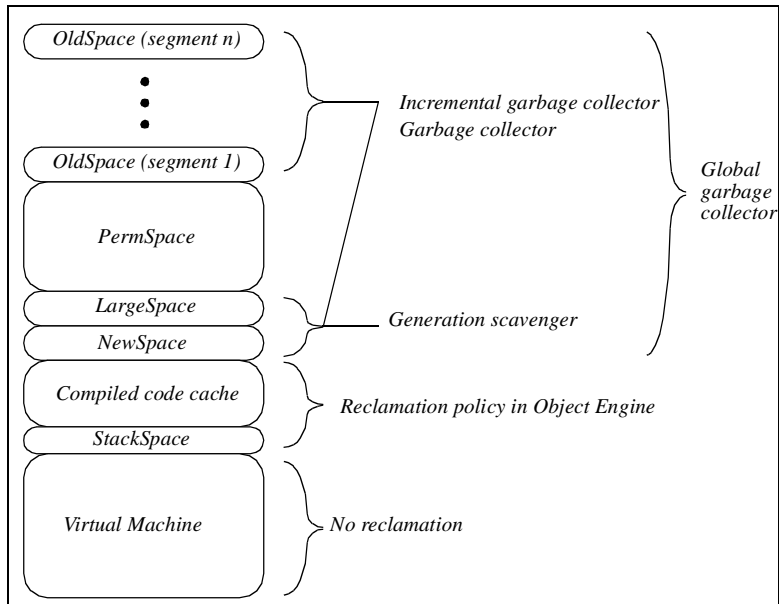 OldSpace (segment n)
OldSpace (segment 1)
PermSpace
LargeSpace
NewSpace
Compiled code cache
StackSpace
Virtual Machine
Incremental garbage collector
Garbage collector
Generation scavenger
Reclamation policy in Object Engine
No reclamation
Global
garbage
collector